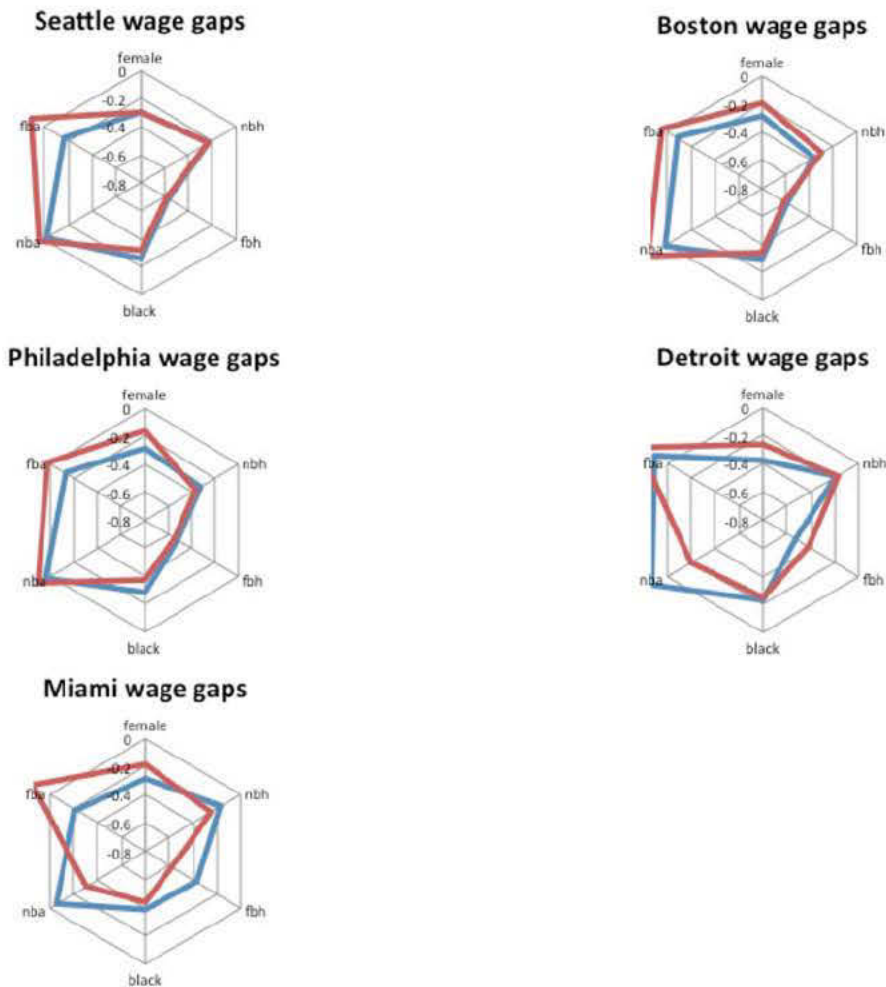 Seattle wage gaps
female
0
-0.2
-0.4
-0.6
-0.8
nbh
fbh
black
nba
fba
Boston wage gaps
female
0
-0.2
-0.4
-0.6
-0.8
nbh
fbh
black
nba
fba
Philadelphia wage gaps
female
0
-0.2
-0.4
-0.6
-0.8
nbh
fbh
black
nba
fba
Detroit wage gaps
female
0
-0.2
-0.4
-0.6
-0.8
nbh
fbh
black
nba
fba
Miami wage gaps
female
0
-0.2
-0.4
-0.6
-0.8
nbh
fbh
black
nba
fba